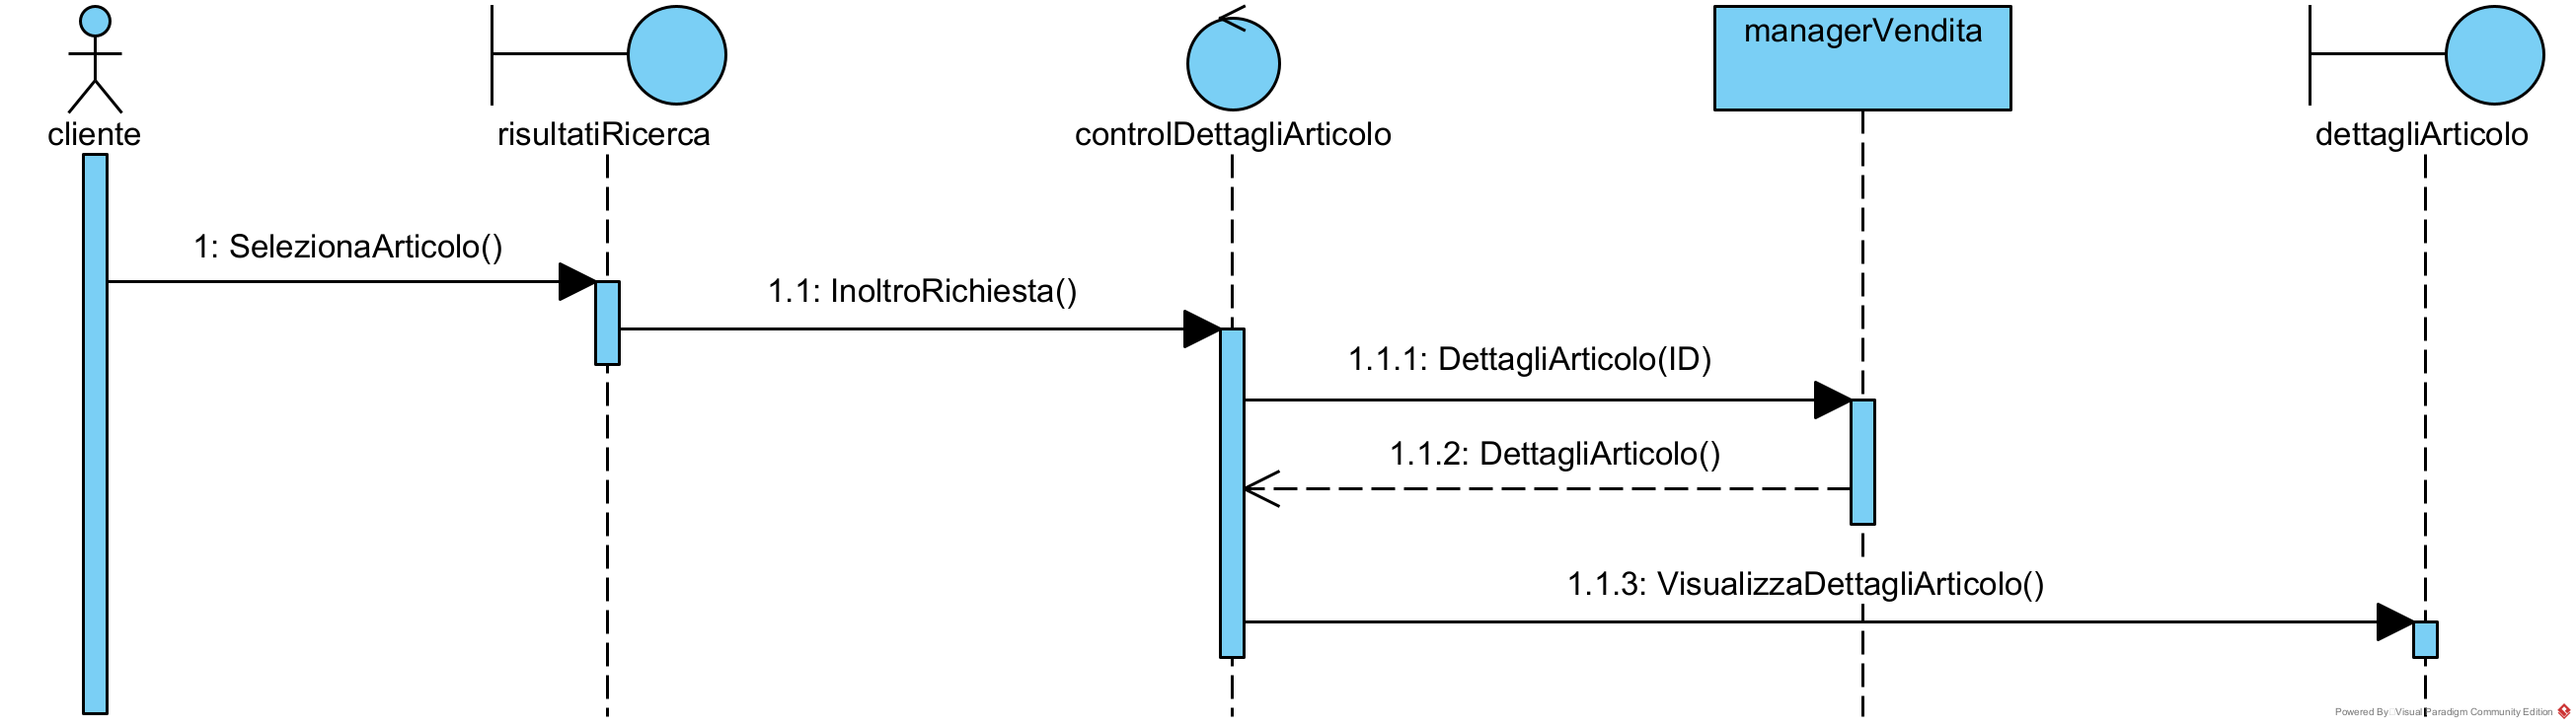 managerVendita
cliente
risultatiRicerca
controlDettagliArticolo
dettagliArticolo
1: SelezionaArticolo()
1.1: InoltroRichiesta()
1.1.1: DettagliArticolo(ID)
1.1.2: DettagliArticolo()
1.1.3: VisualizzaDettagliArticolo()
Powered By Visual Paradigm Community Edition